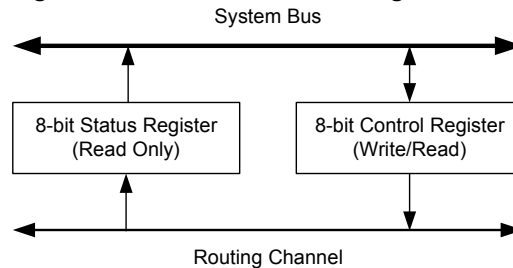 System Bus
8-bit Status Register
(Read Only)
8-bit Control Register
(Write/Read)
Routing Channel